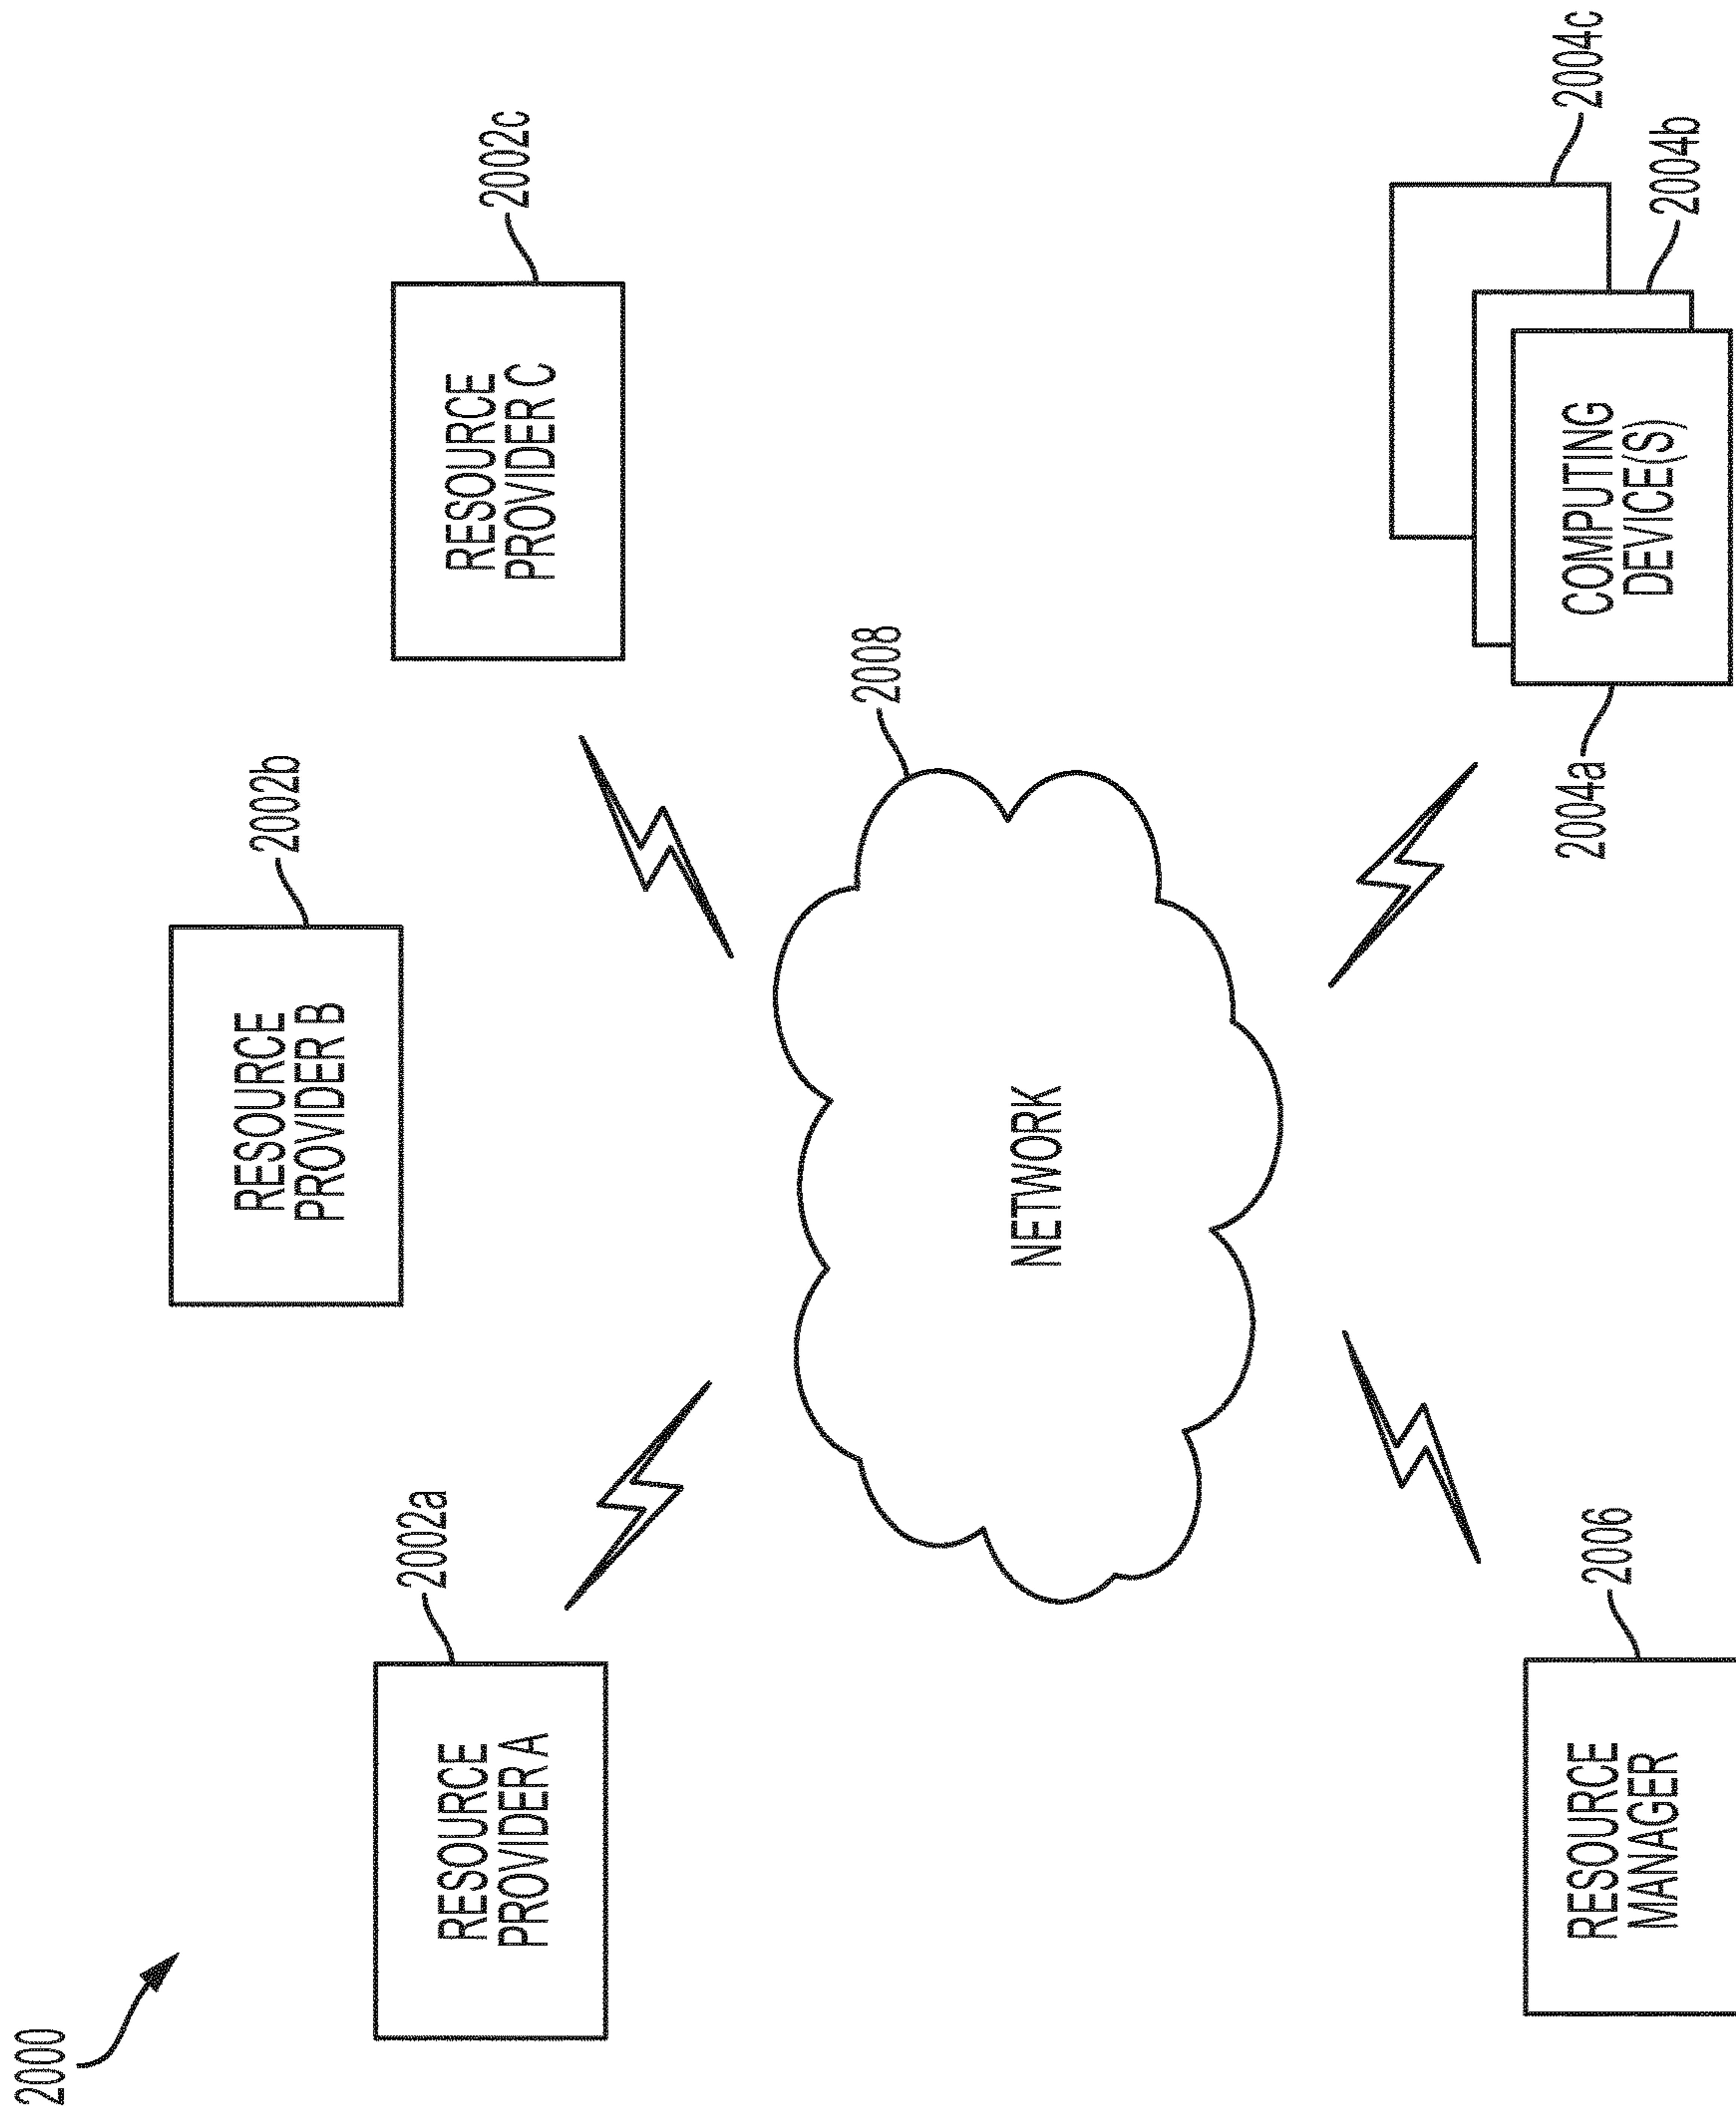 2000
RESOURCE
PROVIDER B
2002b
RESOURCE
PROVIDER A
2002a
RESOURCE
PROVIDER C
2002c
2008
NETWORK
RESOURCE
MANAGER
2006
2004a
COMPUTING
DEVICE(S)
2004b
2004c